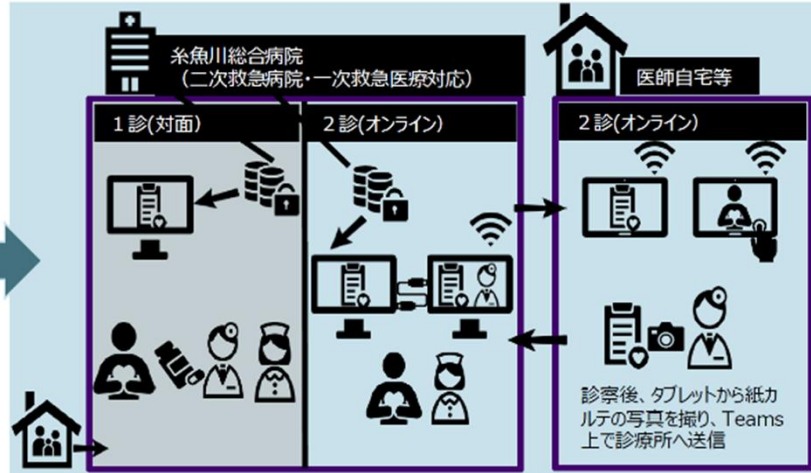 糸魚川総合病院
（二次救急病院・一次救急医療対応）
医師自宅等
１診(対面）
２診(オンライン）
２診(オンライン）
診察後、タブレットから紙カ
ルテの写真を撮り、Teams
上で診療所へ送信